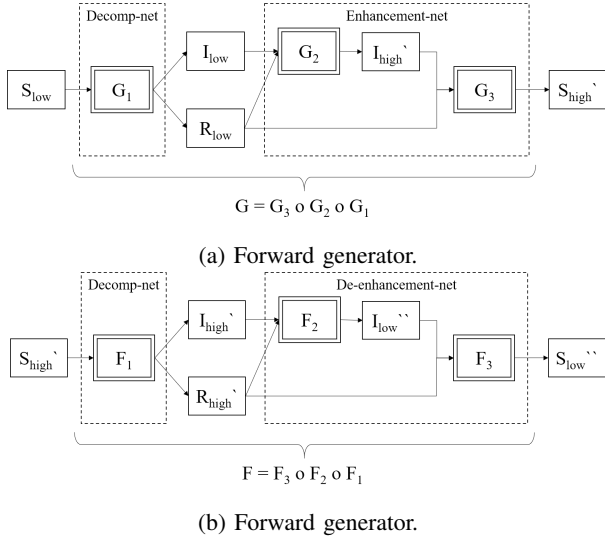 Decomp-net
Enhancement-net
S_low
G_1
I_low
R_low
G_2
I_high`
G_3
S_high`
G = G_3 o G_2 o G_1
(a) Forward generator.
Decomp-net
De-enhancement-net
S_high`
F_1
I_high`
R_high`
F_2
I_low``
F_3
S_low``
F = F_3 o F_2 o F_1
(b) Forward generator.